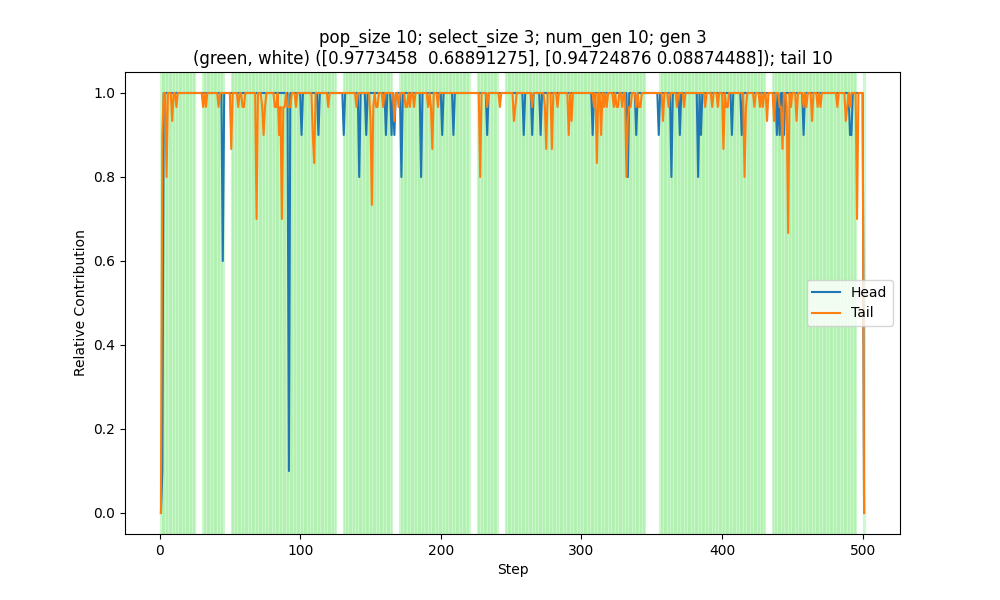 pop_size 10; select_size 3; num_gen 10; gen 3
(green, white) ([0.9773458  0.68891275], [0.94724876 0.08874488]); tail 10
Relative Contribution
1.0
0.8
0.6
0.4
0.2
0.0
Head
Tail
0 100 200 300 400 500
Step